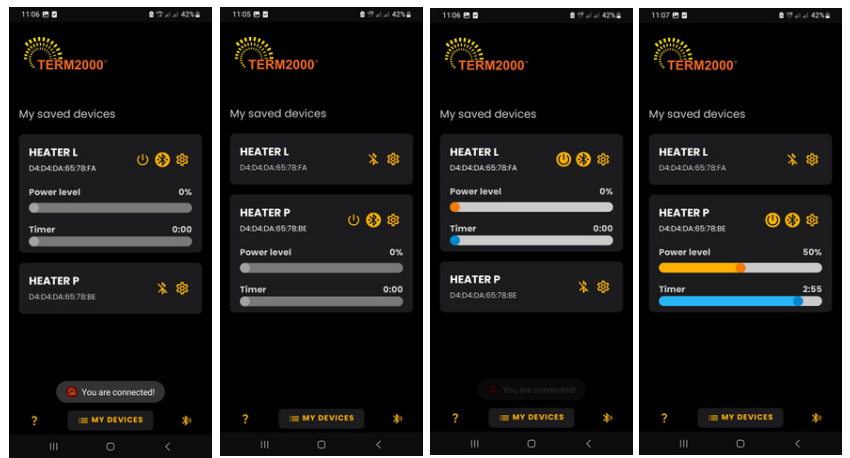 11:06 42%
TERM2000
My saved devices
HEATER L
D4:D4:DA:65:78:FA
Power level 0%
Timer 0:00
HEATER P
D4:D4:DA:65:78:BE
You are connected!
? MY DEVICES
11:05 42%
TERM2000
My saved devices
HEATER L
D4:D4:DA:65:78:FA
HEATER P
D4:D4:DA:65:78:BE
Power level 0%
Timer 0:00
? MY DEVICES
11:06 42%
TERM2000
My saved devices
HEATER L
D4:D4:DA:65:78:FA
Power level 0%
Timer 0:00
HEATER P
D4:D4:DA:65:78:BE
You are connected!
? MY DEVICES
11:07 42%
TERM2000
My saved devices
HEATER L
D4:D4:DA:65:78:FA
HEATER P
D4:D4:DA:65:78:BE
Power level 50%
Timer 2:55
? MY DEVICES